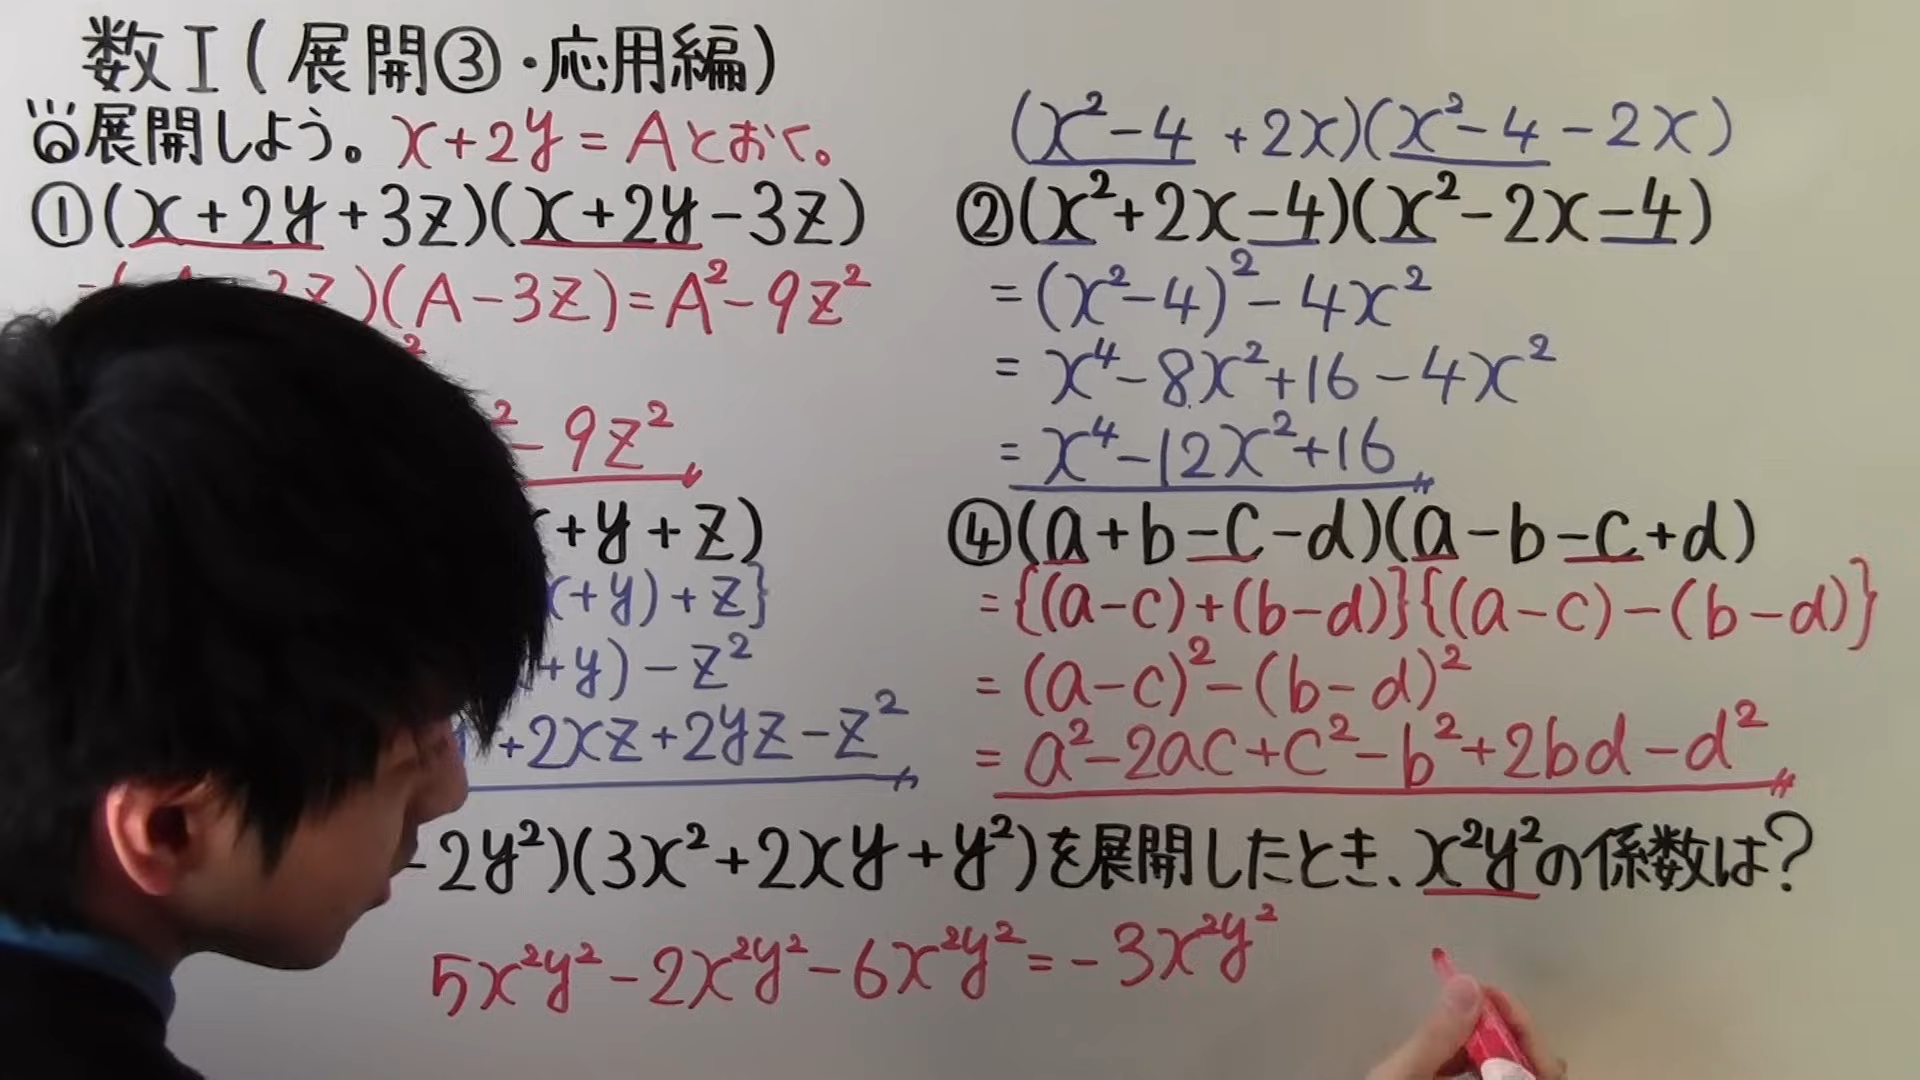 数I(展開③・応用編)
展開しよう。x+2y=Aとおく。
①(x+2y+3z)(x+2y-3z)
)(A-3z)=A²-9z²
²
² - 9z²
+y+z)
+y)+z}
+y)-z²
+2xz+2yz-z²
(x²-4+2x)(x²-4-2x)
②(x²+2x-4)(x²-2x-4)
=(x²-4)²-4x²
=x⁴-8x²+16-4x²
=x⁴-12x²+16
④(a+b-c-d)(a-b-c+d)
={(a-c)+(b-d)}{(a-c)-(b-d)}
=(a-c)²-(b-d)²
=a²-2ac+c²-b²+2bd-d²
-2y²)(3x²+2xy+y²)を展開したとき、x²y²の係数は?
5x²y²-2x²y²-6x²y²=-3x²y²